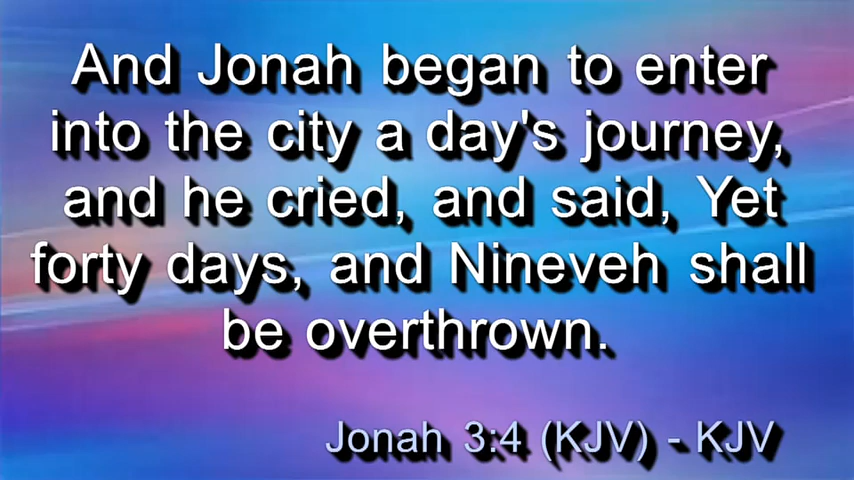 And Jonah began to enter
into the city a day's journey,
and he cried, and said, Yet
forty days, and Nineveh shall
be overthrown.
Jonah 3:4 (KJV) - KJV